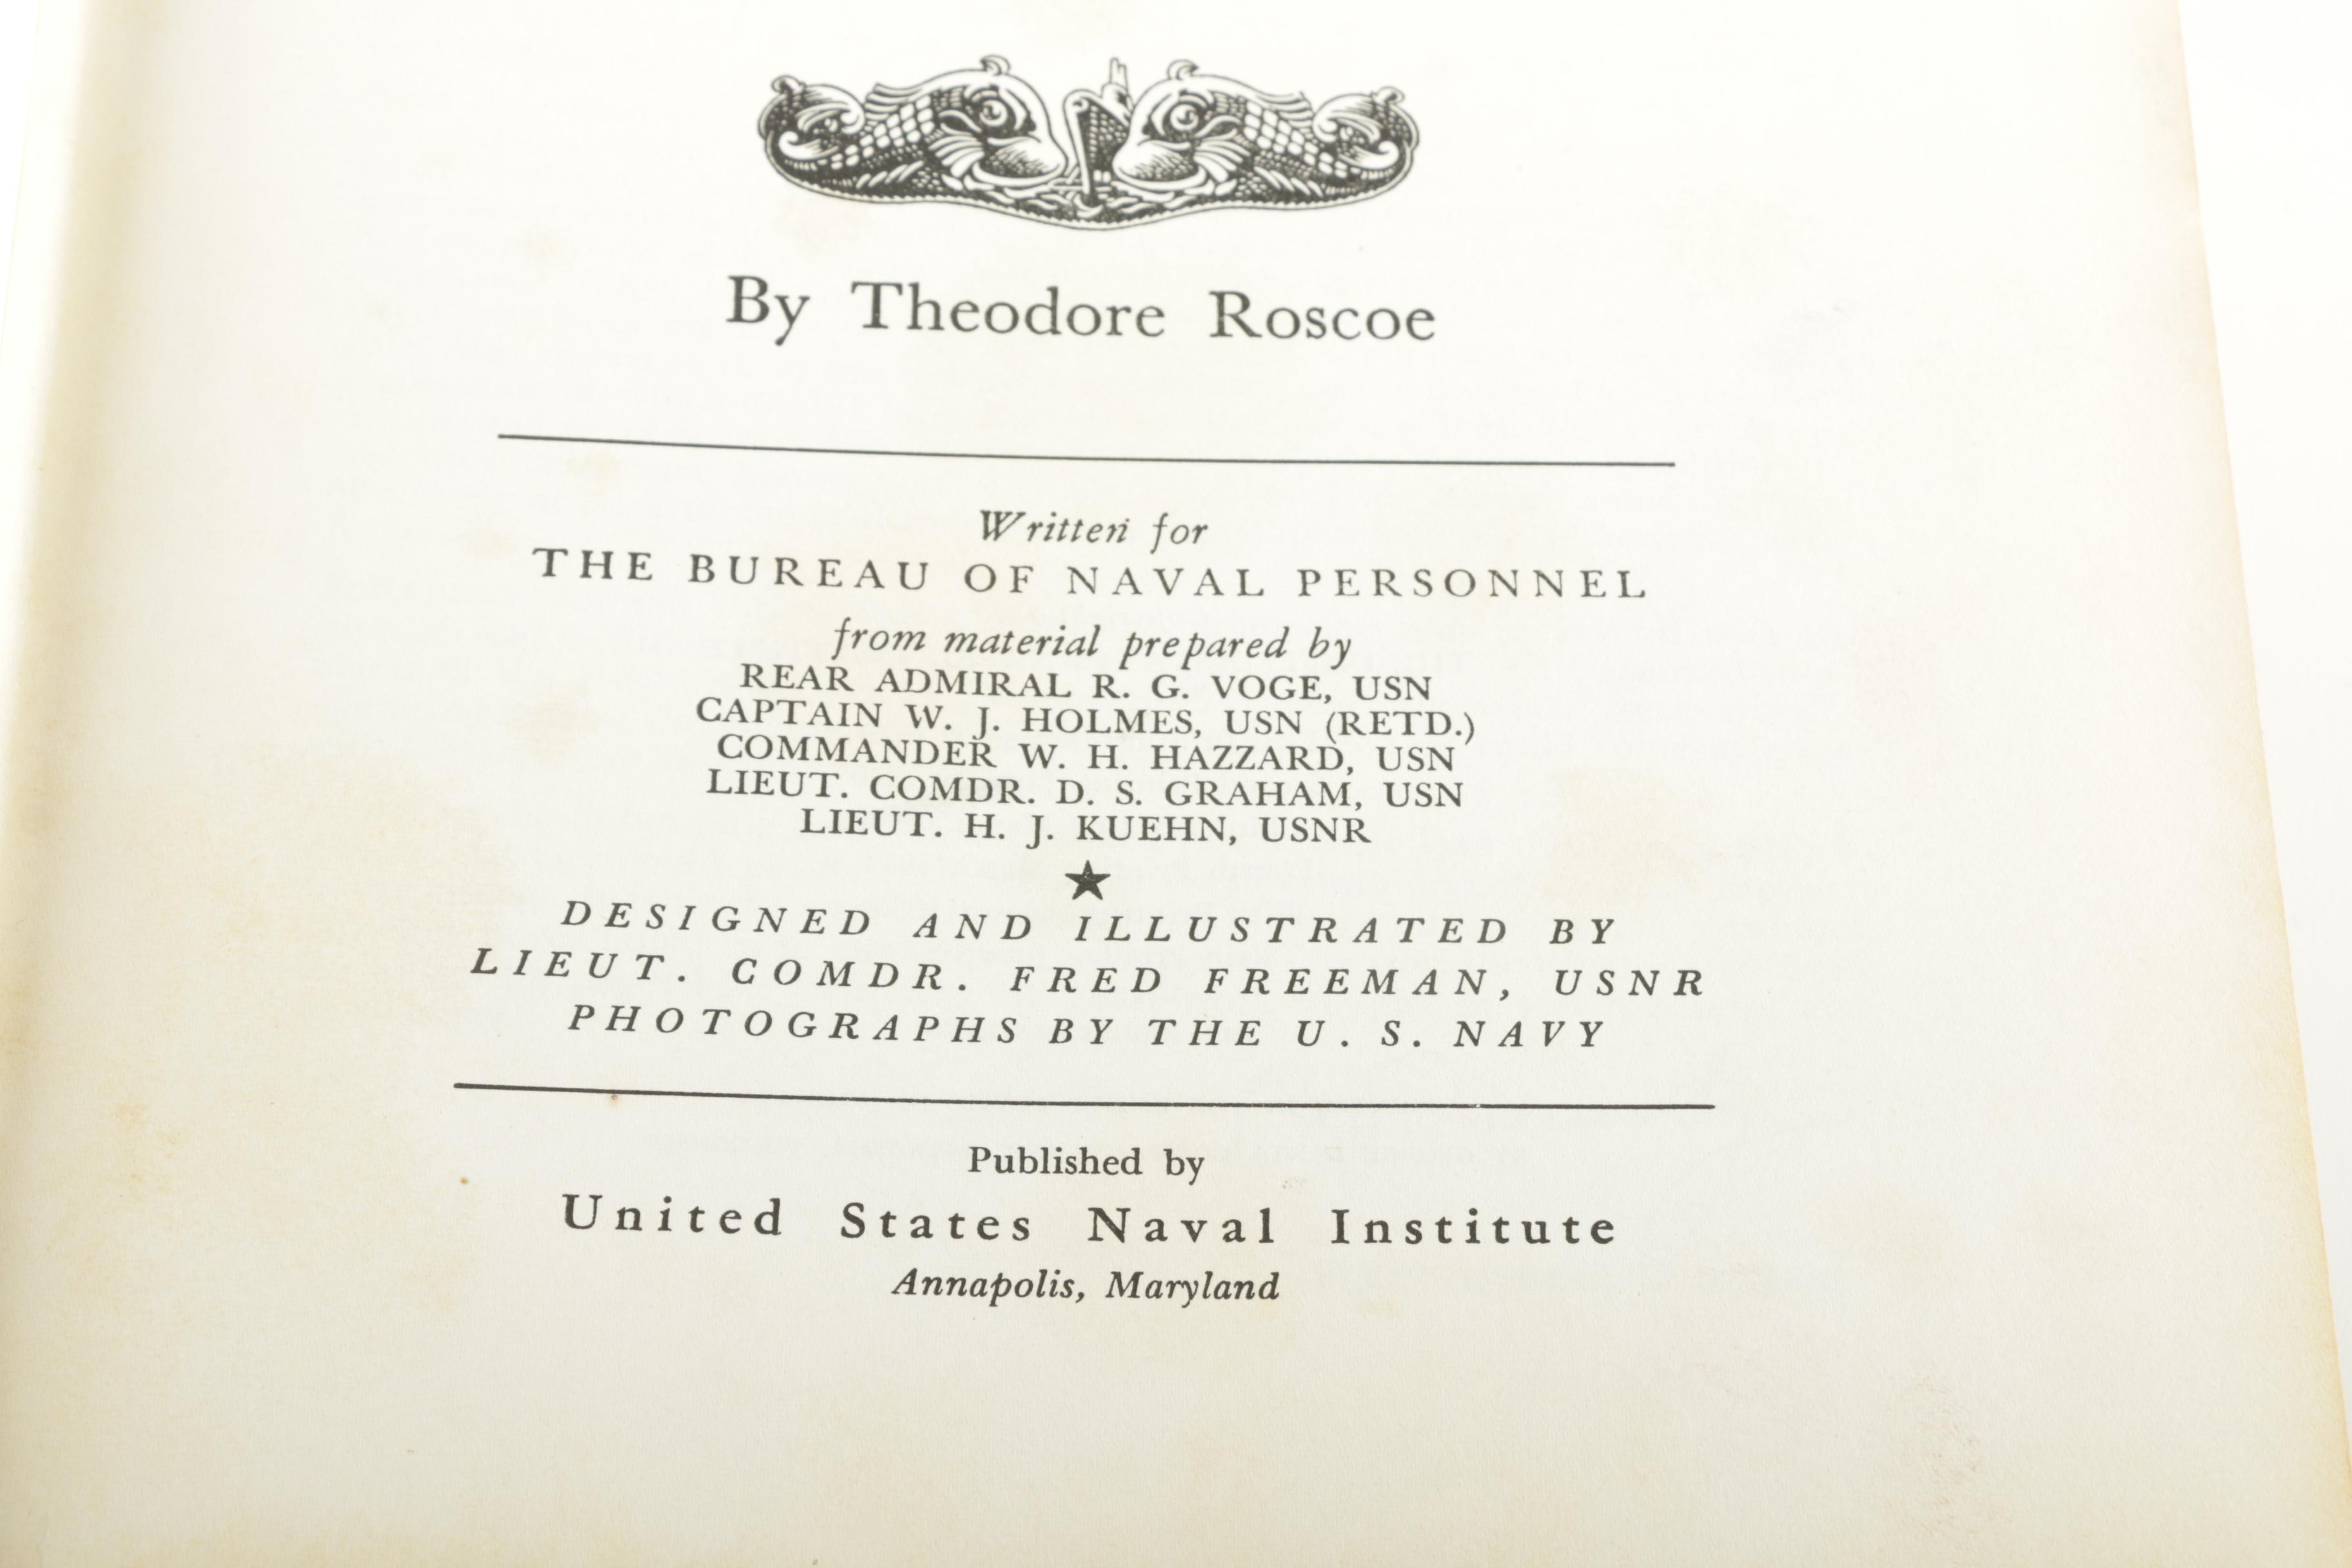 By Theodore Roscoe
Written for
THE BUREAU OF NAVAL PERSONNEL
from material prepared by
REAR ADMIRAL R. G. VOGE, USN
CAPTAIN W. J. HOLMES, USN (RETD.)
COMMANDER W. H. HAZZARD, USN
LIEUT. COMDR. D. S. GRAHAM, USN
LIEUT. H. J. KUEHN, USNR
★
DESIGNED AND ILLUSTRATED BY
LIEUT. COMDR. FRED FREEMAN, USNR
PHOTOGRAPHS BY THE U. S. NAVY
Published by
United States Naval Institute
Annapolis, Maryland